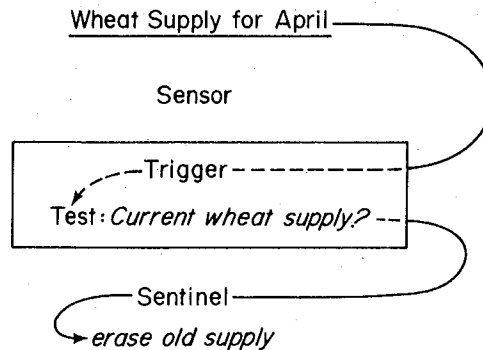 Wheat Supply for April
Sensor
Trigger
Test: Current wheat supply?
Sentinel
erase old supply